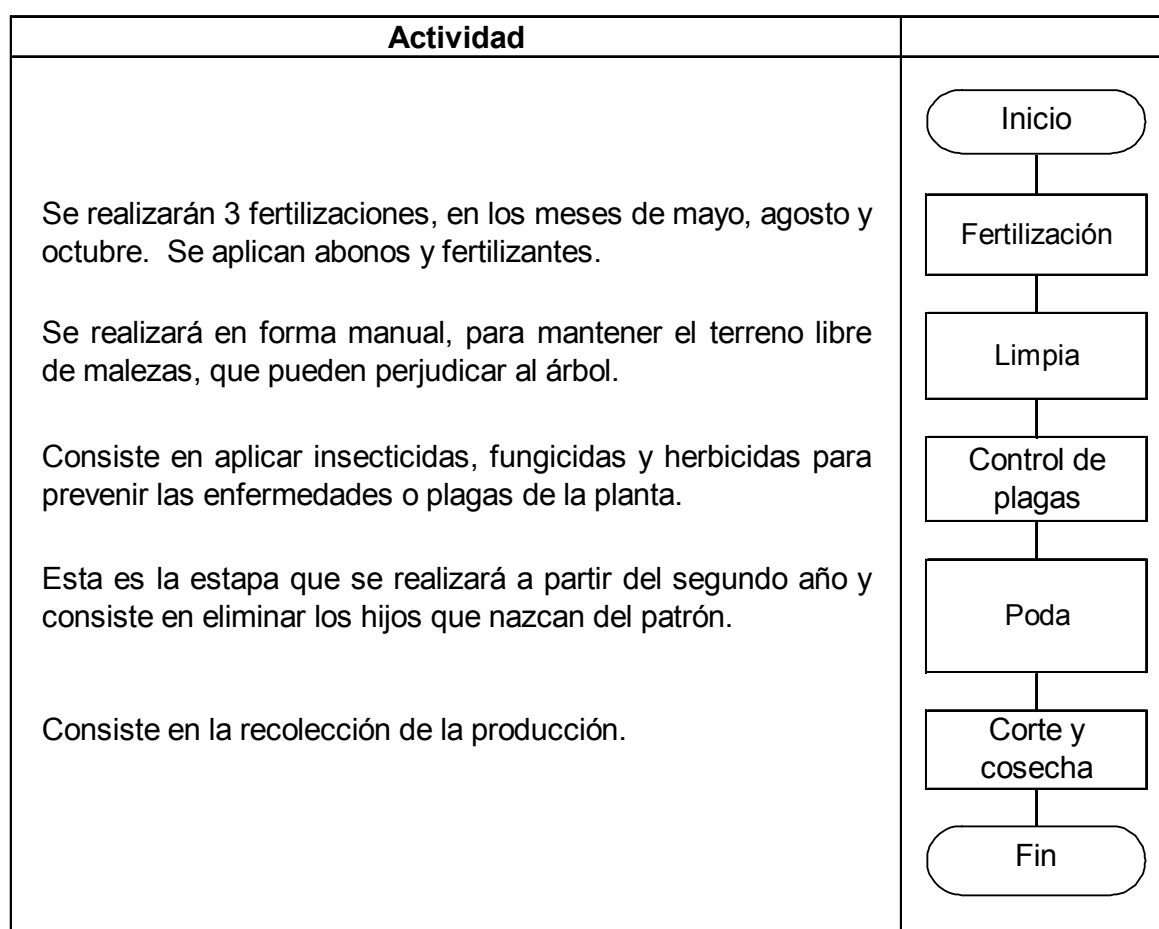 Actividad
Inicio
Se realizarán 3 fertilizaciones, en los meses de mayo, agosto y
octubre.  Se aplican abonos y fertilizantes.
Fertilización
Se realizará en forma manual, para mantener el terreno libre
de malezas, que pueden perjudicar al árbol.
Limpia
Consiste en aplicar insecticidas, fungicidas y herbicidas para
prevenir las enfermedades o plagas de la planta.
Control de
plagas
Esta es la estapa que se realizará a partir del segundo año y
consiste en eliminar los hijos que nazcan del patrón.
Poda
Consiste en la recolección de la producción.
Corte y
cosecha
Fin